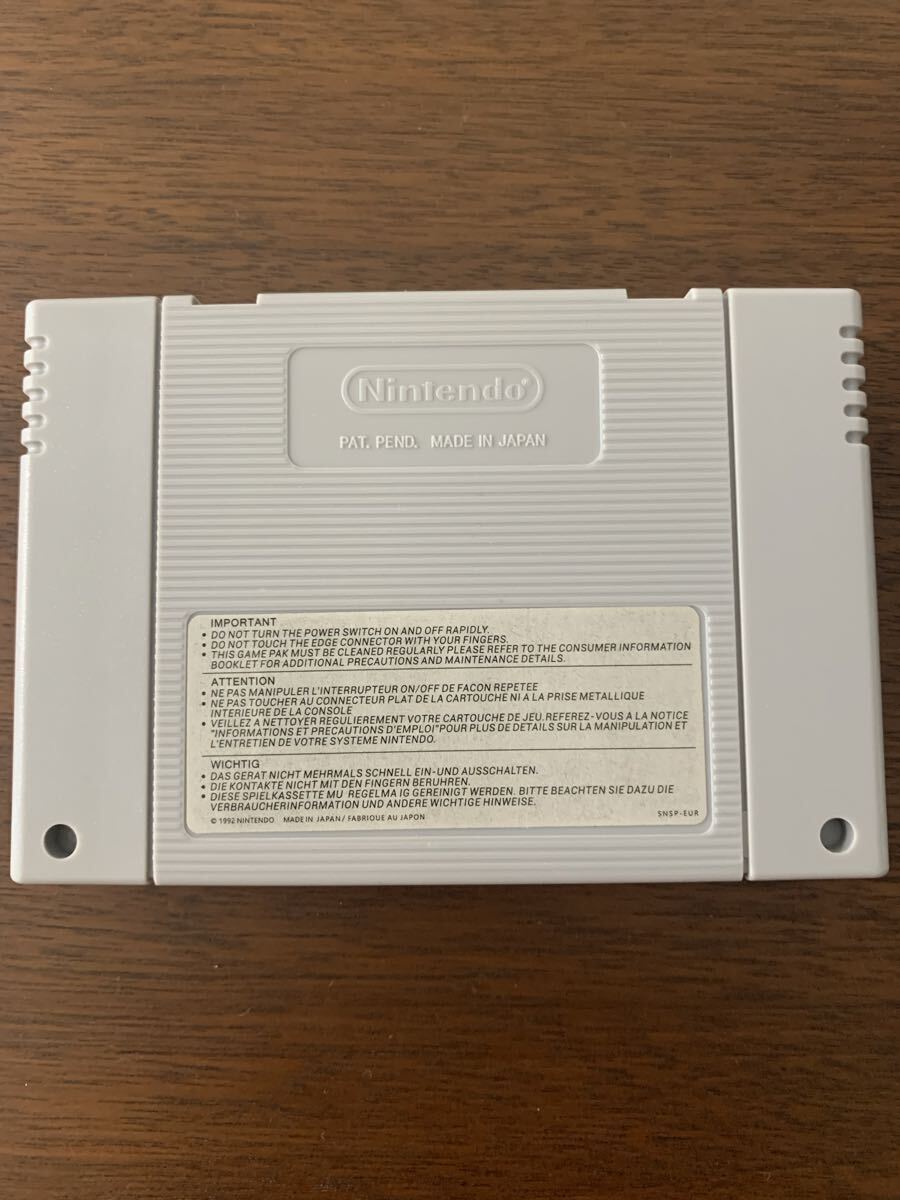 Nintendo®
PAT. PEND. MADE IN JAPAN
IMPORTANT
• DO NOT TURN THE POWER SWITCH ON AND OFF RAPIDLY.
• DO NOT TOUCH THE EDGE CONNECTOR WITH YOUR FINGERS.
• THIS GAME PAK MUST BE CLEANED REGULARLY PLEASE REFER TO THE CONSUMER INFORMATION
BOOKLET FOR ADDITIONAL PRECAUTIONS AND MAINTENANCE DETAILS.
ATTENTION
• NE PAS MANIPULER L'INTERRUPTEUR ON/OFF DE FACON REPETEE
• NE PAS TOUCHER AU CONNECTEUR PLAT DE LA CARTOUCHE NI A LA PRISE METALLIQUE
INTERIEURE DE LA CONSOLE
• VEILLEZ A NETTOYER REGULIEREMENT VOTRE CARTOUCHE DE JEU. REFEREZ-VOUS A LA NOTICE
"INFORMATIONS ET PRECAUTIONS D'EMPLOI" POUR PLUS DE DETAILS SUR LA MANIPULATION ET
L'ENTRETIEN DE VOTRE SYSTEME NINTENDO.
WICHTIG
• DAS GERAT NICHT MEHRMALS SCHNELL EIN-UND AUSSCHALTEN.
• DIE KONTAKTE NICHT MIT DEN FINGERN BERUHREN.
• DIESE SPIELKASSETTE MU REGELMA IG GEREINIGT WERDEN. BITTE BEACHTEN SIE DAZU DIE
VERBRAUCHERINFORMATION UND ANDERE WICHTIGE HINWEISE.
© 1992 NINTENDO MADE IN JAPAN / FABRIQUE AU JAPON SNSP-EUR